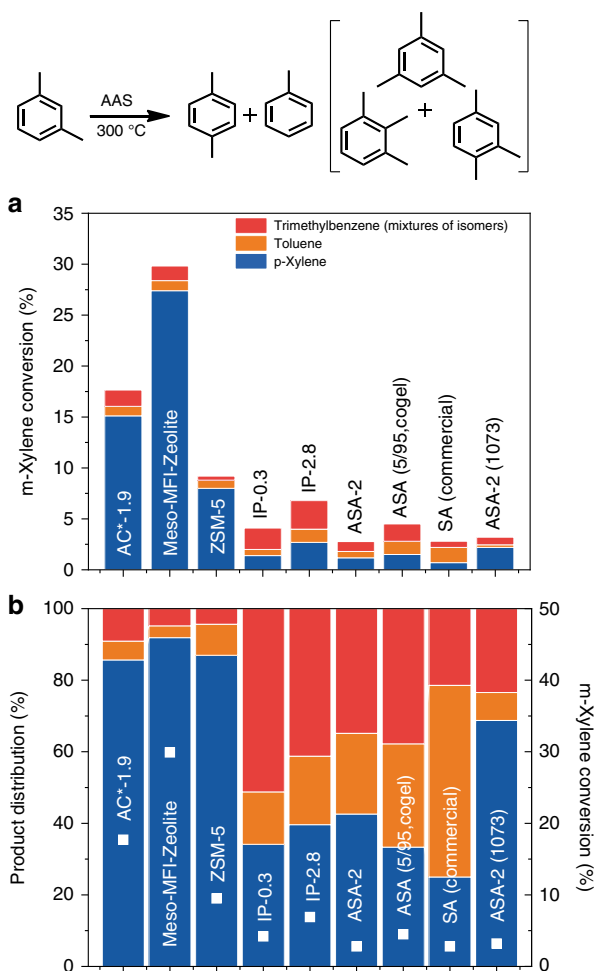 AAS
300 °C
+
+
a
35
30
25
20
15
10
5
0
m-Xylene conversion (%)
Trimethylbenzene (mixtures of isomers)
Toluene
p-Xylene
AC*-1.9
Meso-MFI-Zeolite
ZSM-5
IP-0.3
IP-2.8
ASA-2
ASA (5/95,cogel)
SA (commercial)
ASA-2 (1073)
b
100
80
60
40
20
0
Product distribution (%)
AC*-1.9
Meso-MFI-Zeolite
ZSM-5
IP-0.3
IP-2.8
ASA-2
ASA (5/95,cogel)
SA (commercial)
ASA-2 (1073)
50
40
30
20
10
0
m-Xylene conversion (%)